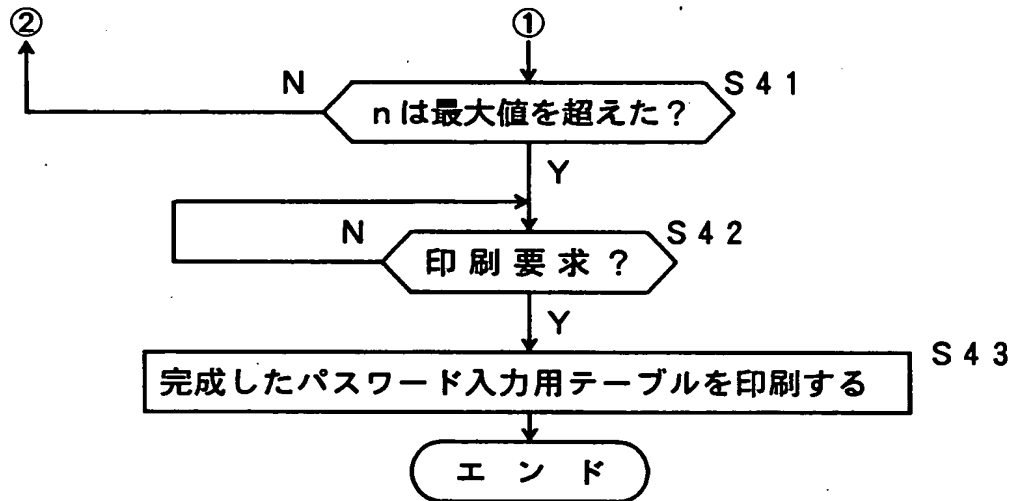 ② ①
N S41
nは最大値を超えた？
Y
N S42
印刷要求？
Y
S43
完成したパスワード入力用テーブルを印刷する
エンド